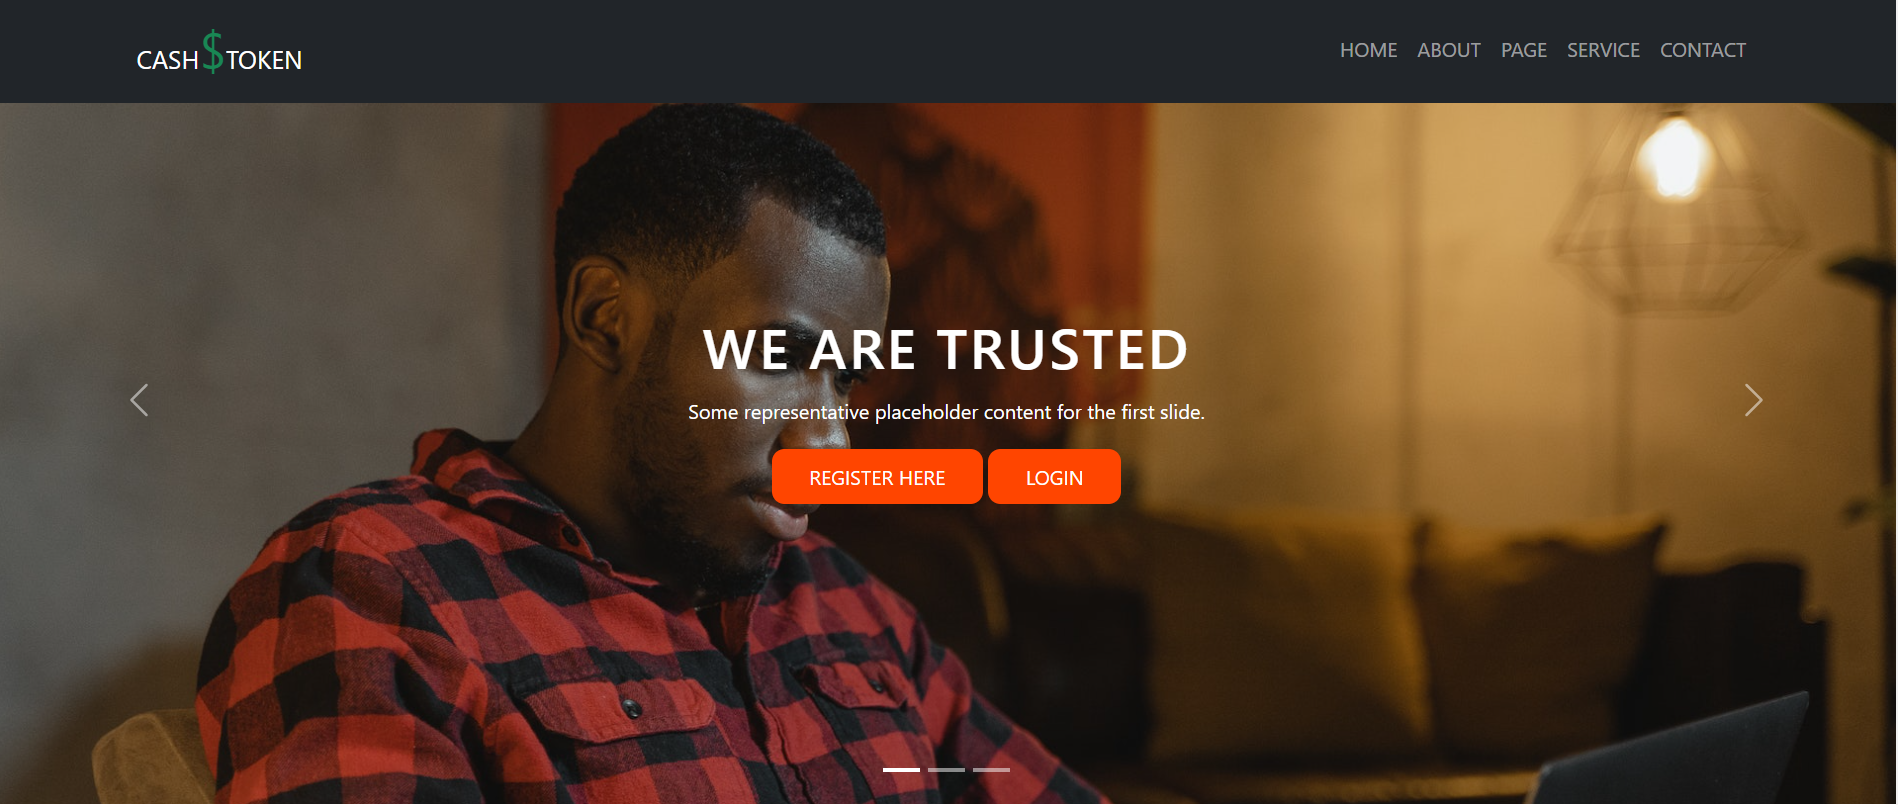 CASH$TOKEN
HOME ABOUT PAGE SERVICE CONTACT
WE ARE TRUSTED
Some representative placeholder content for the first slide.
REGISTER HERE LOGIN